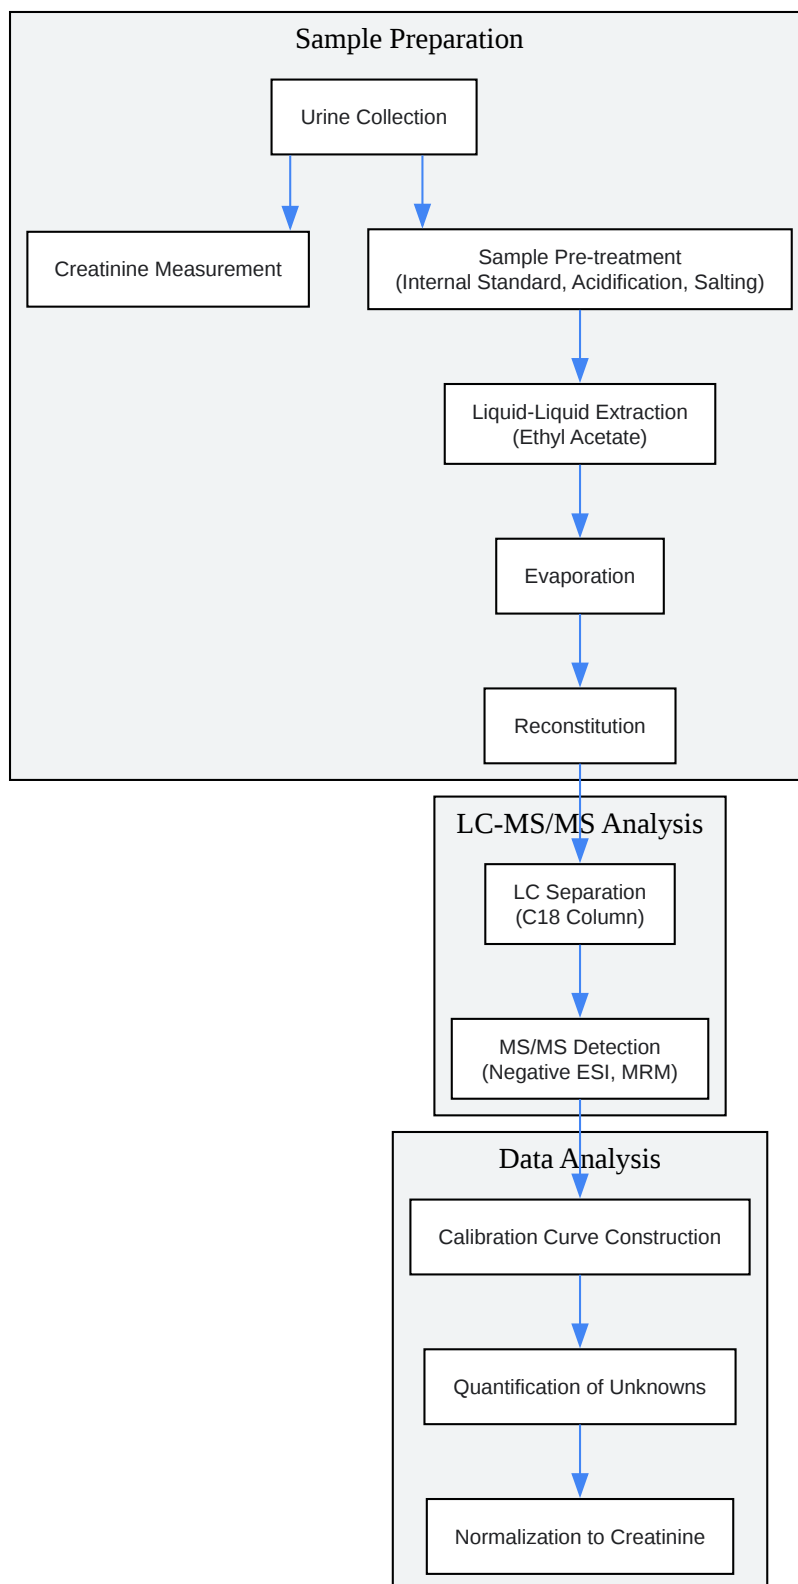 Sample Preparation
Urine Collection
Creatinine Measurement
Sample Pre-treatment
(Internal Standard, Acidification, Salting)
Liquid-Liquid Extraction
(Ethyl Acetate)
Evaporation
Reconstitution
LC-MS/MS Analysis
LC Separation
(C18 Column)
MS/MS Detection
(Negative ESI, MRM)
Data Analysis
Calibration Curve Construction
Quantification of Unknowns
Normalization to Creatinine